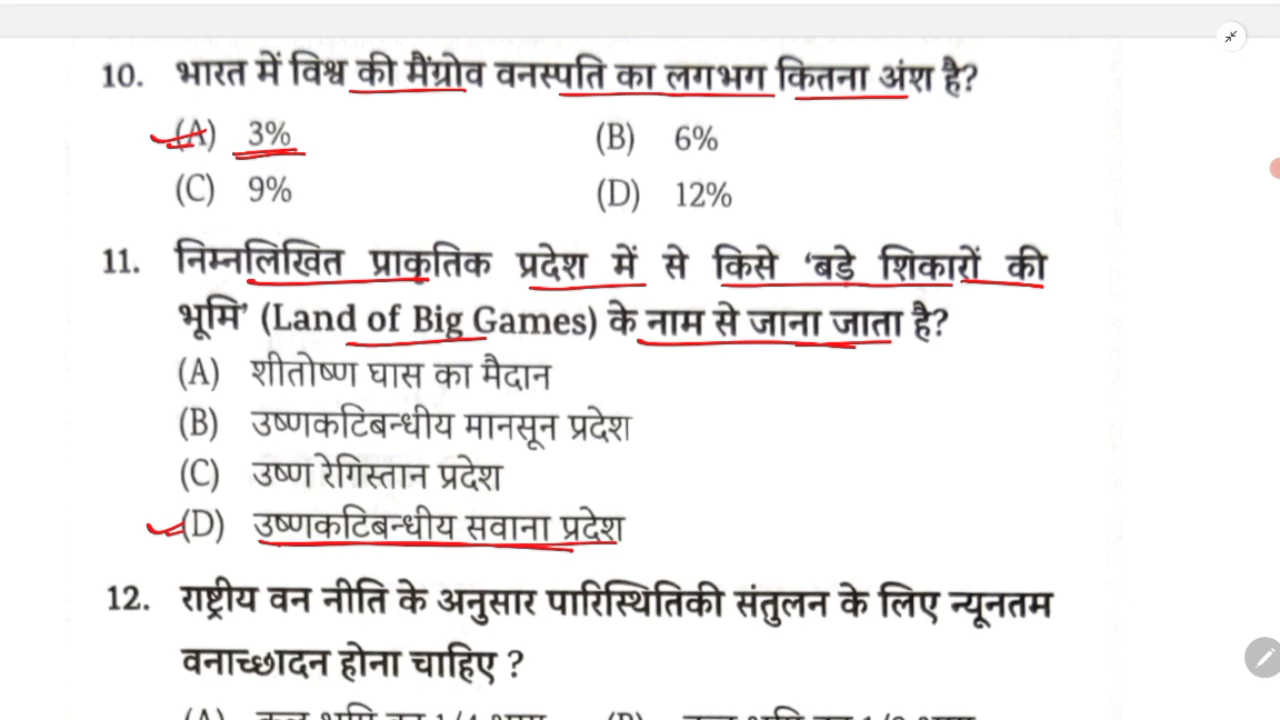 10. भारत में विश्व की मैंग्रोव वनस्पति का लगभग कितना अंश है?
(A) 3% (B) 6%
(C) 9% (D) 12%
11. निम्नलिखित प्राकृतिक प्रदेश में से किसे ‘बड़े शिकारों की
भूमि’ (Land of Big Games) के नाम से जाना जाता है?
(A) शीतोष्ण घास का मैदान
(B) उष्णकटिबन्धीय मानसून प्रदेश
(C) उष्ण रेगिस्तान प्रदेश
(D) उष्णकटिबन्धीय सवाना प्रदेश
12. राष्ट्रीय वन नीति के अनुसार पारिस्थितिकी संतुलन के लिए न्यूनतम
वनाच्छादन होना चाहिए ?